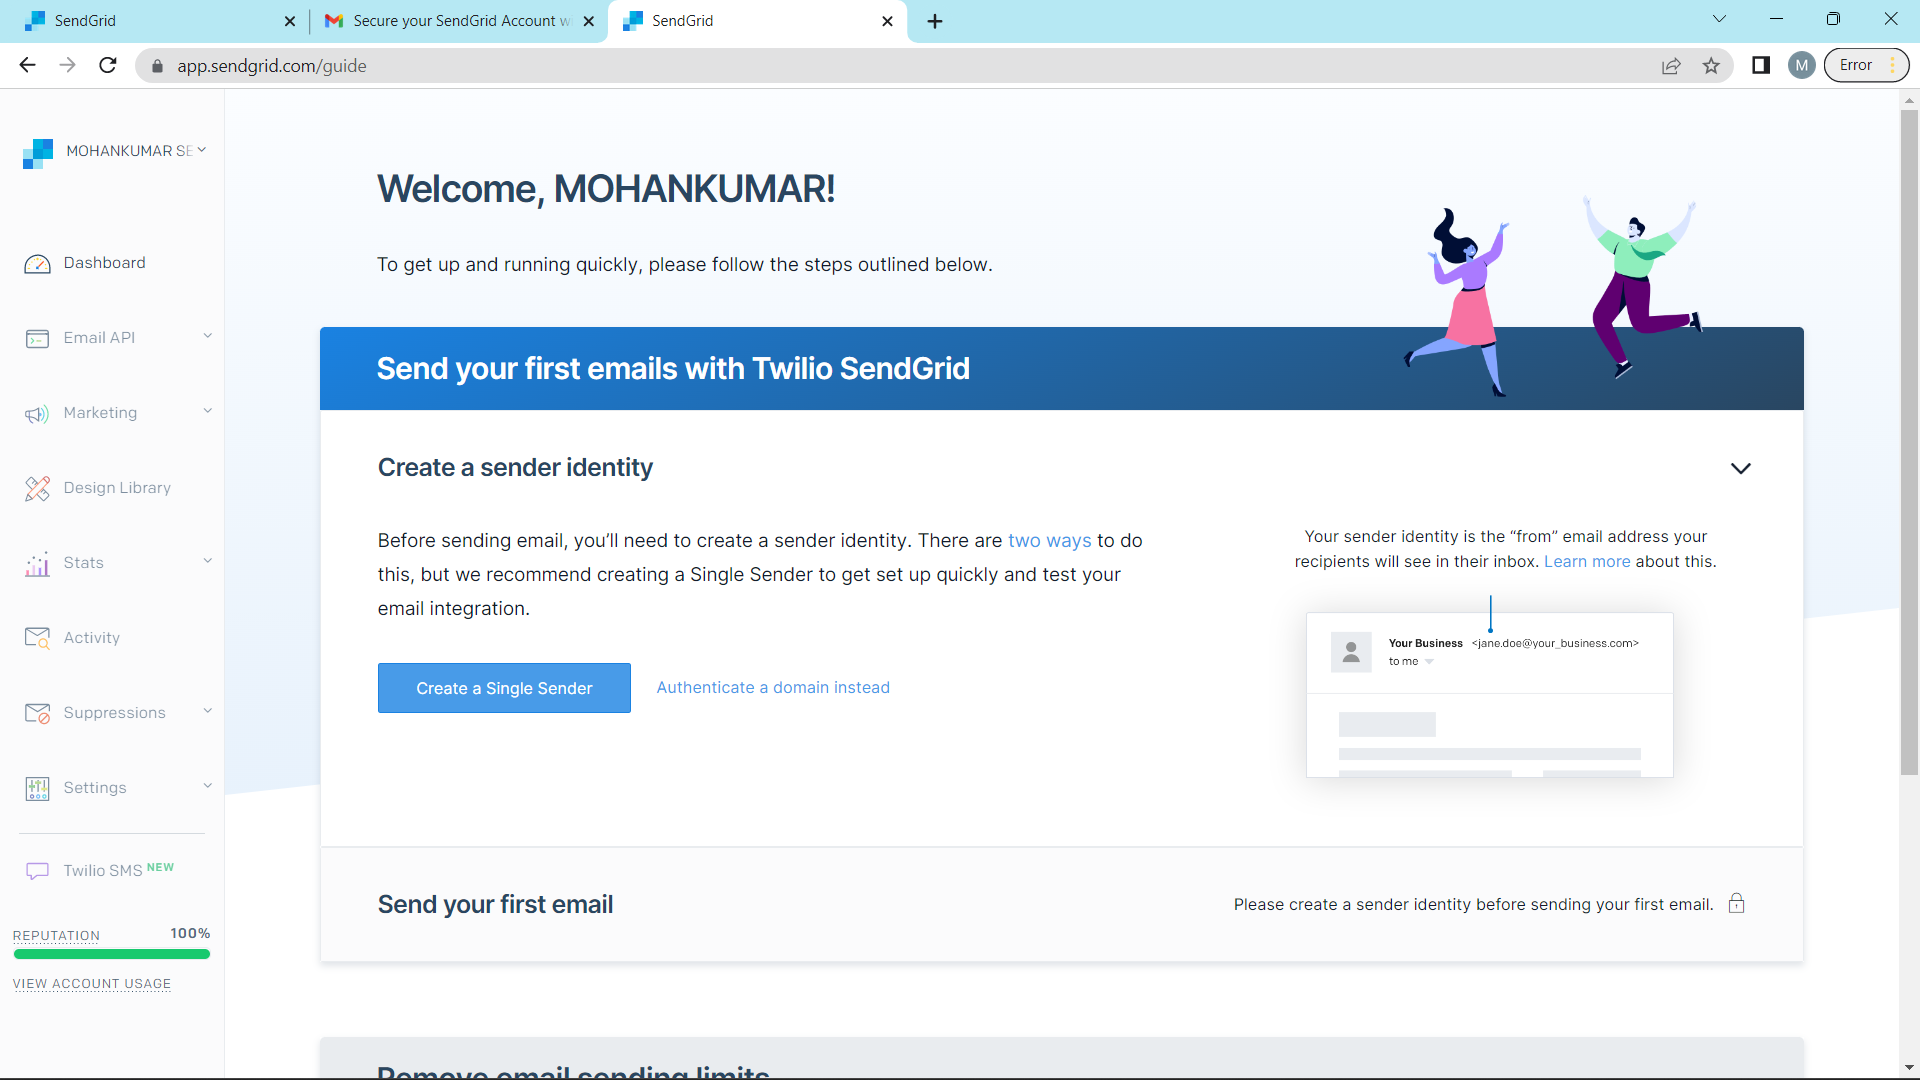 SendGrid
Secure your SendGrid Account w
SendGrid
app.sendgrid.com/guide
M
Error
MOHANKUMAR SE
Dashboard
Email API
Marketing
Design Library
Stats
Activity
Suppressions
Settings
Twilio SMS NEW
REPUTATION 100%
VIEW ACCOUNT USAGE
Welcome, MOHANKUMAR!
To get up and running quickly, please follow the steps outlined below.
Send your first emails with Twilio SendGrid
Create a sender identity
Before sending email, you’ll need to create a sender identity. There are two ways to do
this, but we recommend creating a Single Sender to get set up quickly and test your
email integration.
Create a Single Sender
Authenticate a domain instead
Your sender identity is the “from” email address your
recipients will see in their inbox. Learn more about this.
Your Business <jane.doe@your_business.com>
to me
Send your first email
Please create a sender identity before sending your first email.
Remove email sending limits